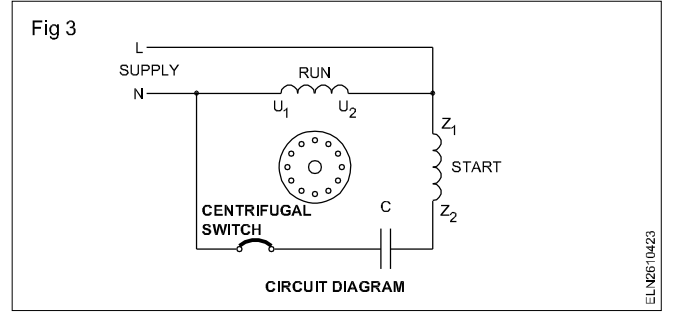 Fig 3
L
SUPPLY
RUN
N
U1 U2
Z1
START
Z2
CENTRIFUGAL
SWITCH
C
CIRCUIT DIAGRAM
ELN2610423